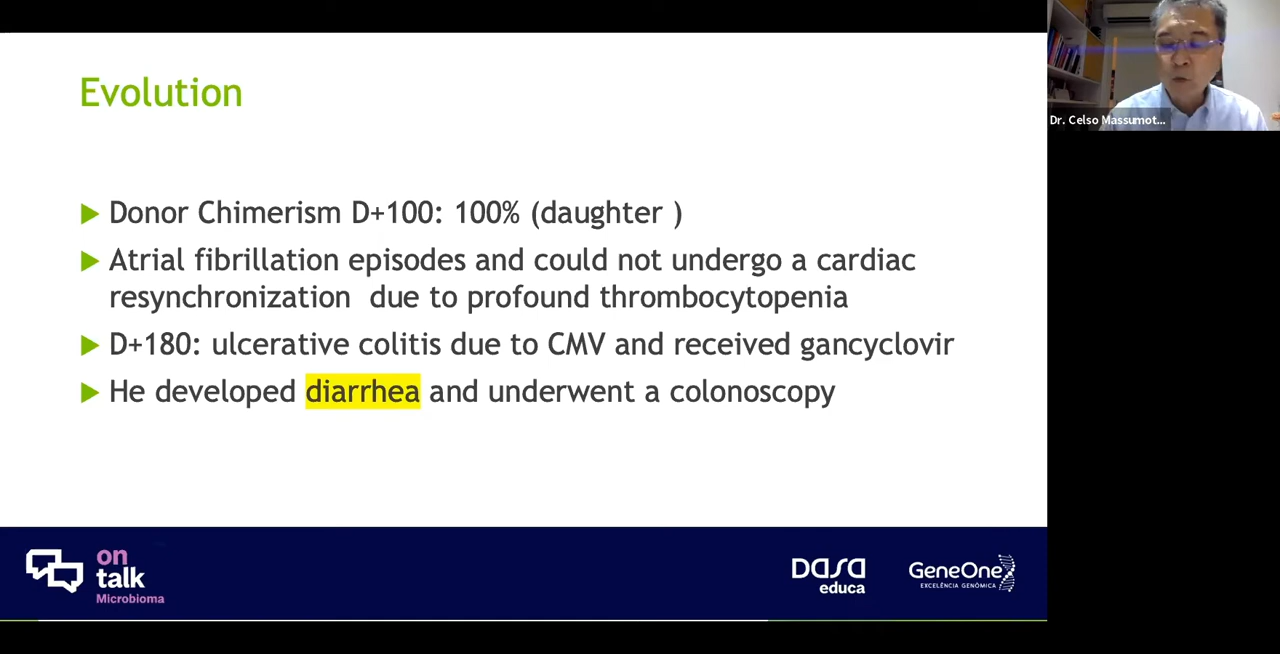 Evolution
Donor Chimerism D+100: 100% (daughter )
Atrial fibrillation episodes and could not undergo a cardiac
resynchronization due to profound thrombocytopenia
D+180: ulcerative colitis due to CMV and received gancyclovir
He developed diarrhea and underwent a colonoscopy
on
talk
Microbioma
DASA
educa
GeneOne
EXCELÊNCIA GENÔMICA
Dr. Celso Massumot...